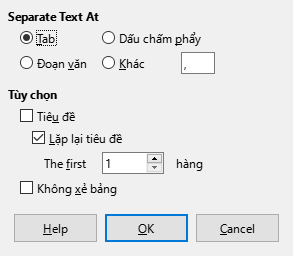 Separate Text At
Tab Dấu chấm phẩy
Đoạn văn Khác ,
Tùy chọn
Tiêu đề
Lặp lại tiêu đề
The first 1 hàng
Không xẻ bảng
Help OK Cancel